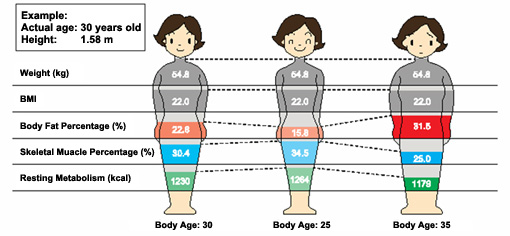 Example:
Actual age: 30 years old
Height: 1.58 m
Weight (kg) 64.8 64.8 64.8
BMI 22.0 22.0 22.0
Body Fat Percentage (%) 22.8 15.8 31.5
Skeletal Muacle Percentage (%) 30.4 34.5 25.0
Resting Metabolism (kcal) 1230 1264 1179
Body Age: 30 Body Age: 25 Body Age: 35